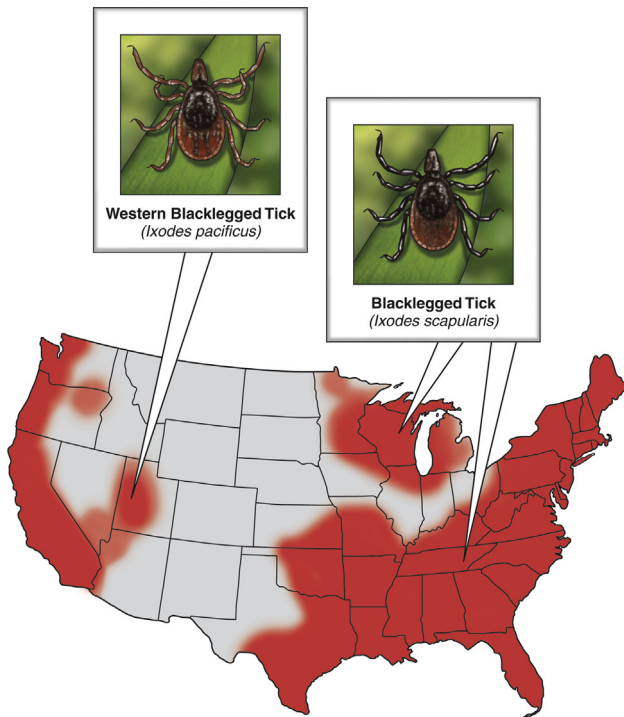 Western Blacklegged Tick
(Ixodes pacificus)
Blacklegged Tick
(Ixodes scapularis)